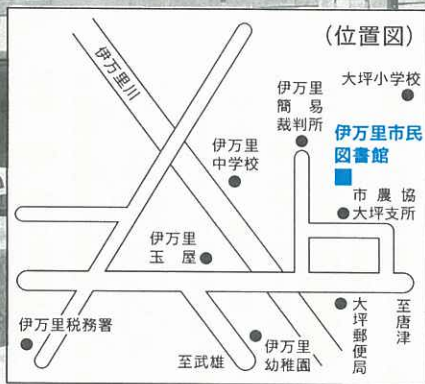 (位置図)
伊万里川
大坪小学校
伊万里
簡易
裁判所
伊万里市民
図書館
伊万里
中学校
市農協
大坪支所
伊万里
玉屋
伊万里税務署
至武雄
伊万里
幼稚園
大坪郵便局
至唐津